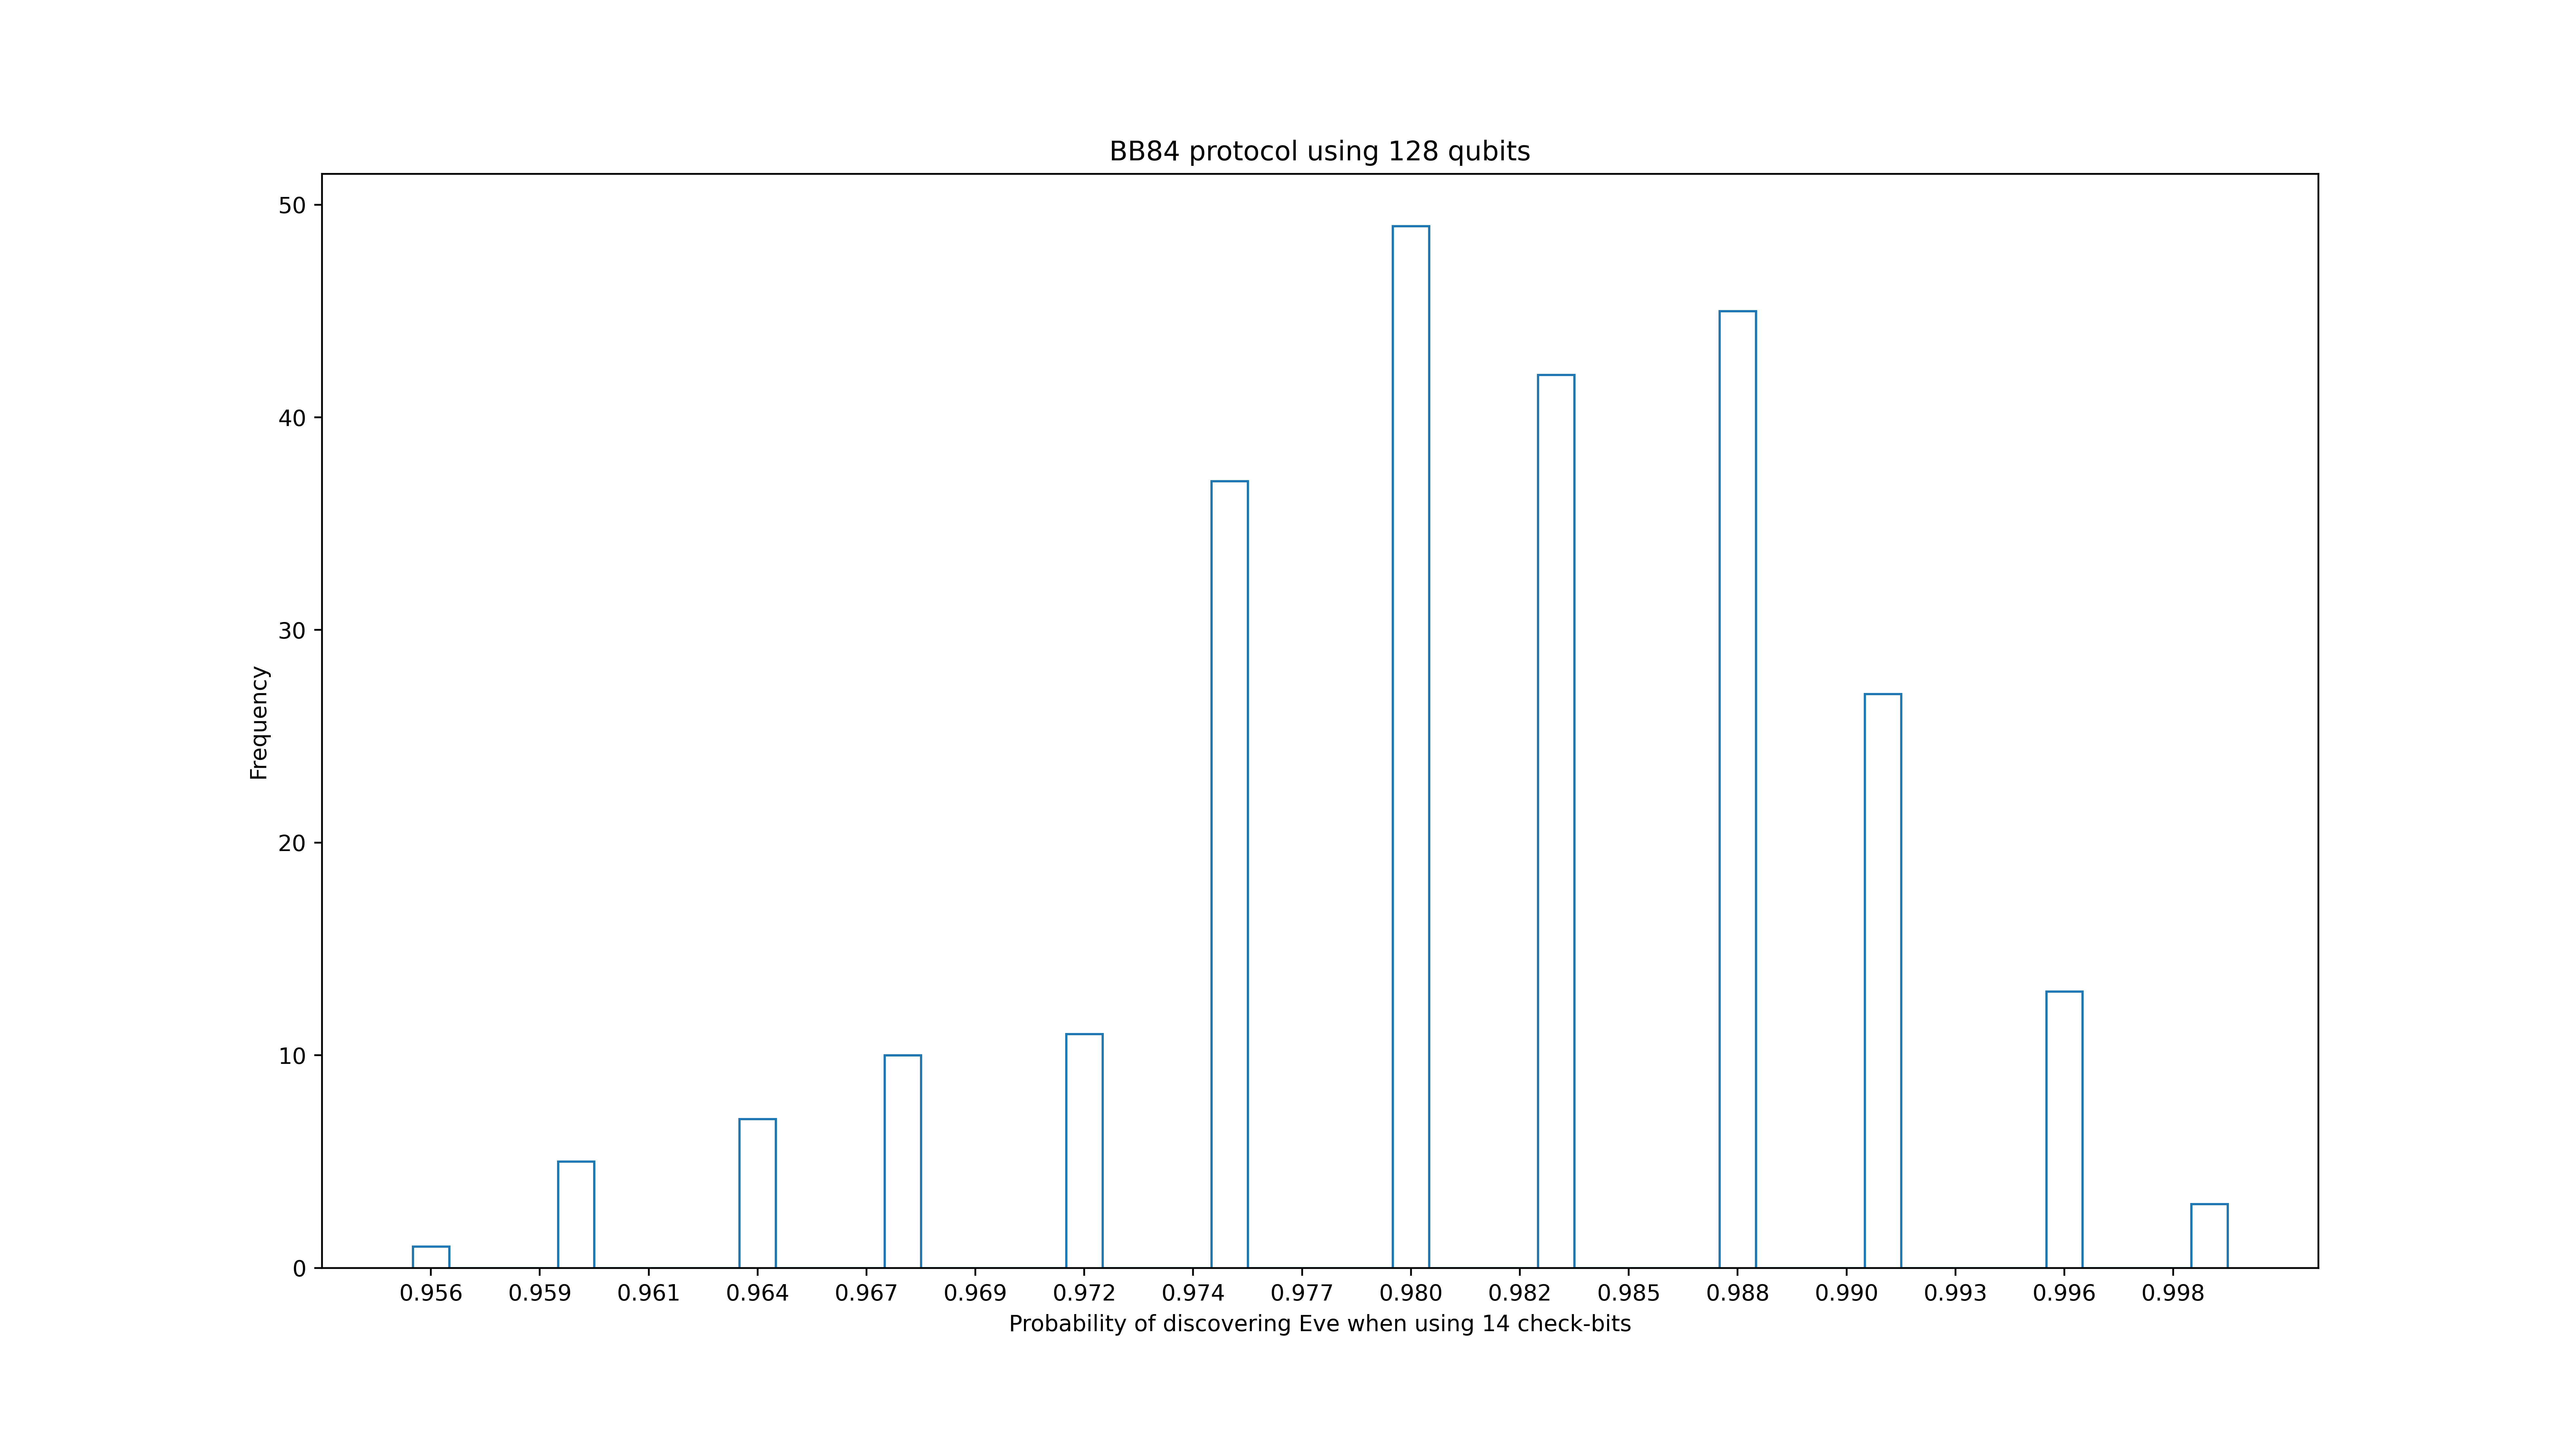 BB84 protocol using 128 qubits
50
40
30
20
10
0
Frequency
0.956 0.959 0.961 0.964 0.967 0.969 0.972 0.974 0.977 0.980 0.982 0.985 0.988 0.990 0.993 0.996 0.998
Probability of discovering Eve when using 14 check-bits